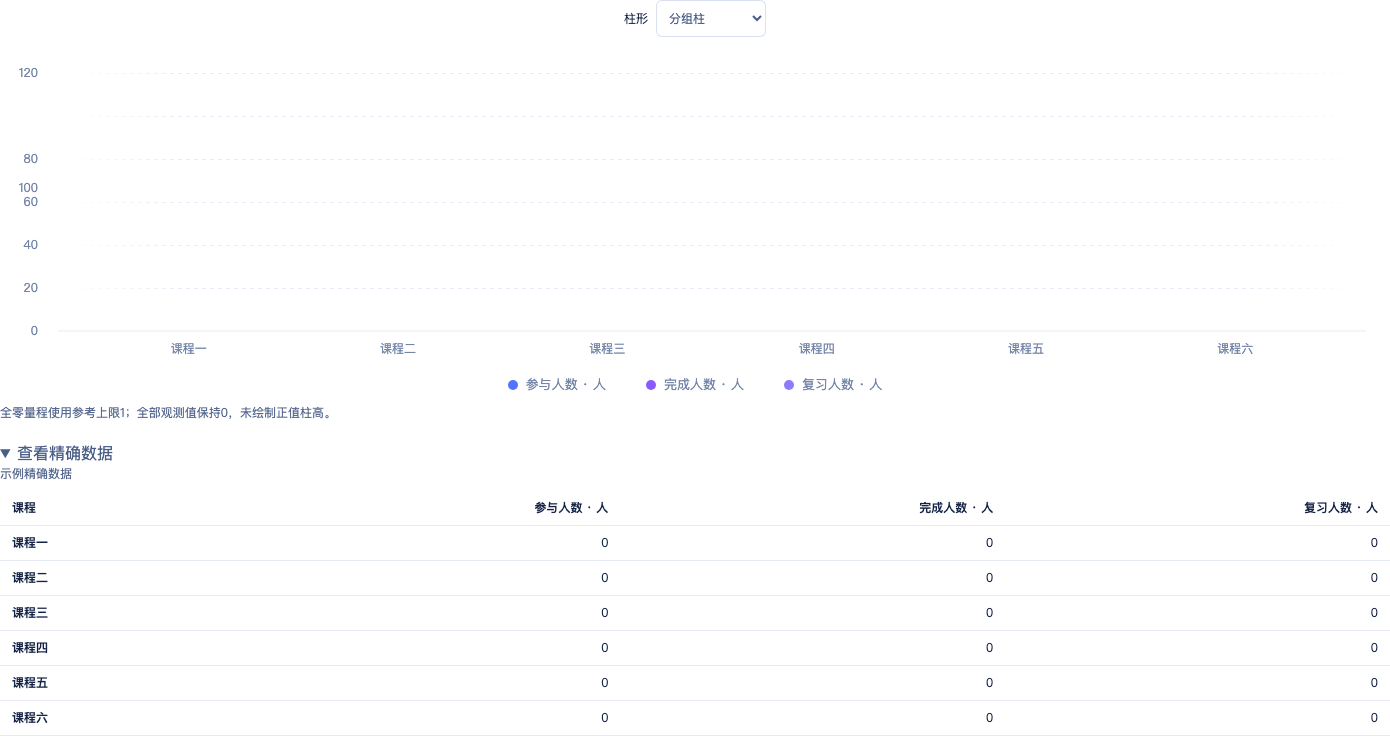 柱形 分组柱
120
80
100
60
40
20
0
课程一 课程二 课程三 课程四 课程五 课程六
参与人数 · 人 完成人数 · 人 复习人数 · 人
全零量程使用参考上限1；全部观测值保持0，未绘制正值柱高。
▼ 查看精确数据
示例精确数据
课程 参与人数 · 人 完成人数 · 人 复习人数 · 人
课程一 0 0 0
课程二 0 0 0
课程三 0 0 0
课程四 0 0 0
课程五 0 0 0
课程六 0 0 0